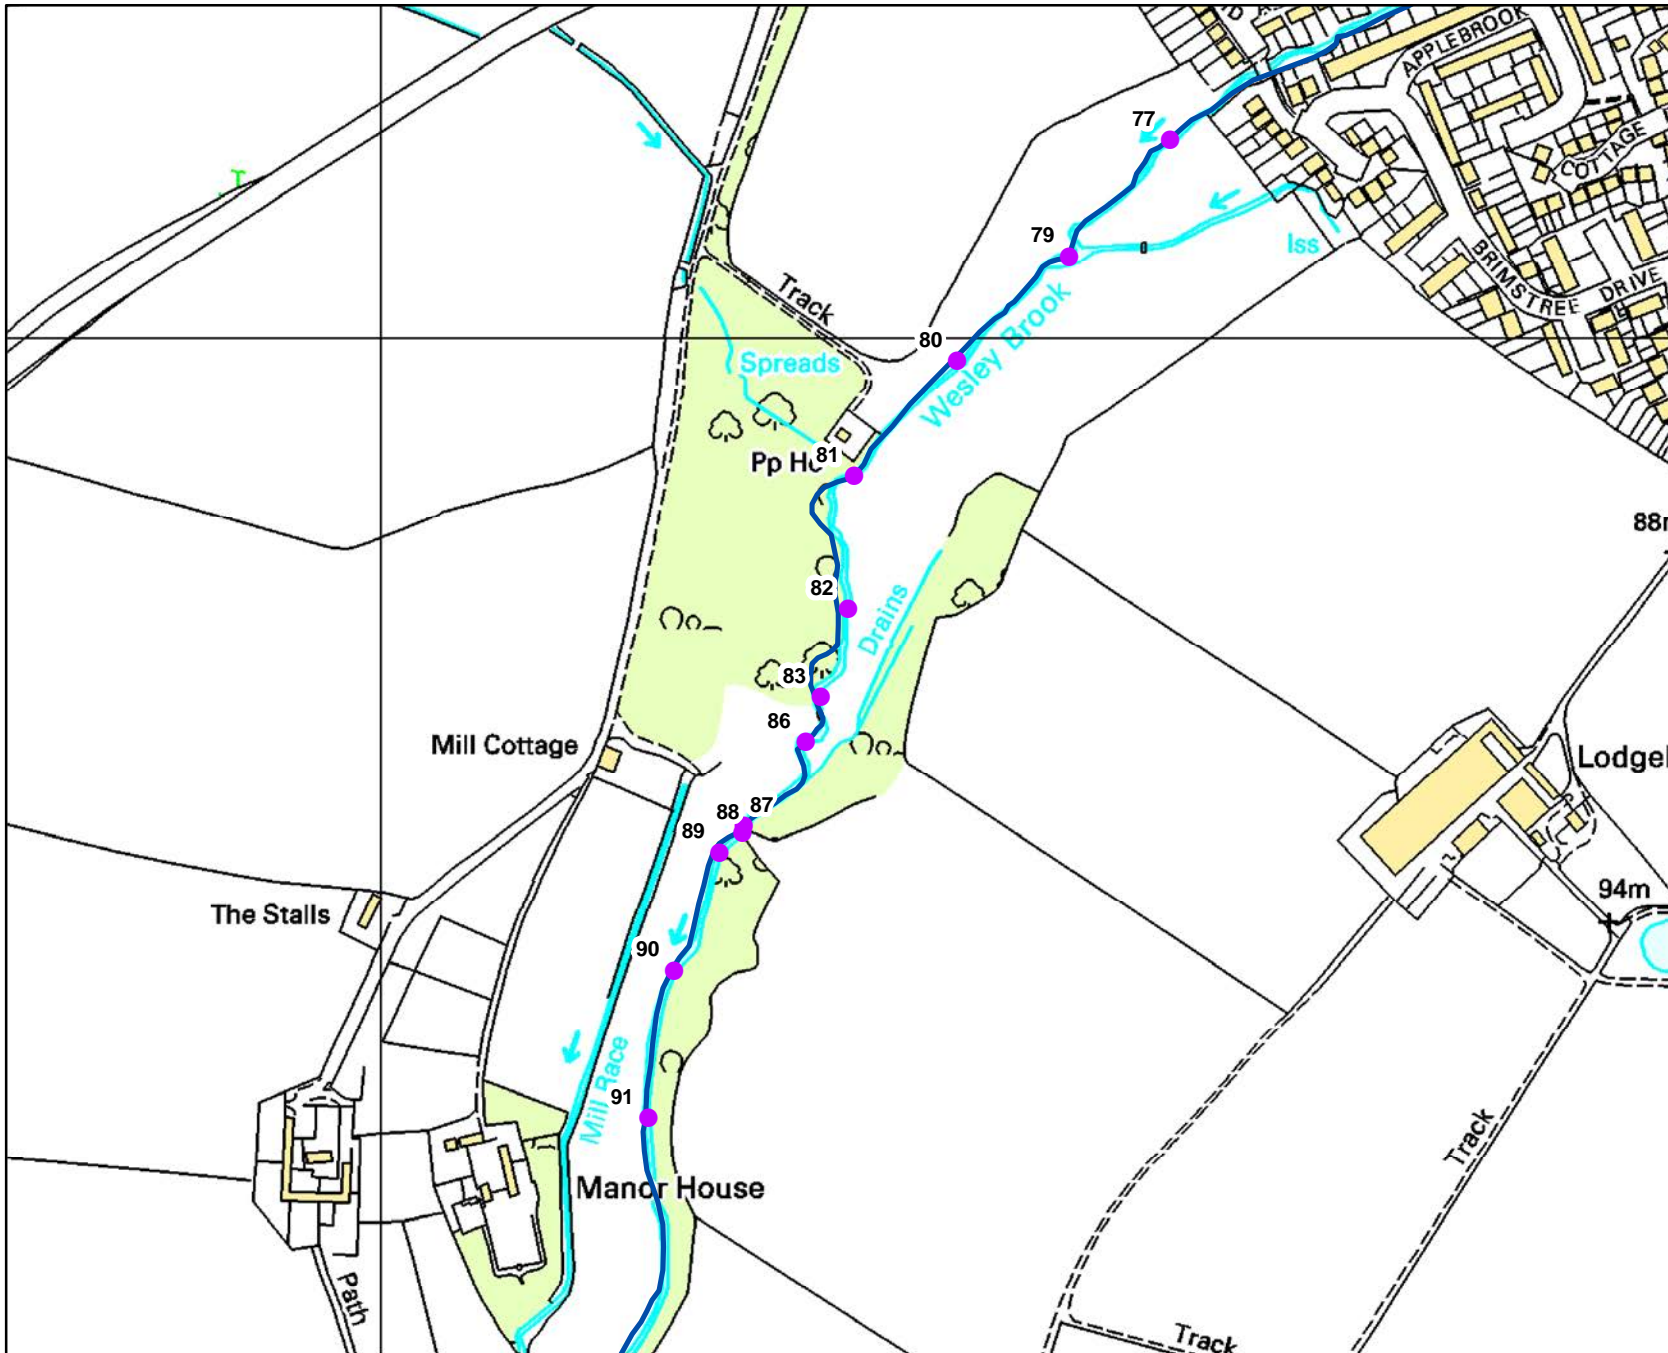 APPLEBROOK
77
COTTAGE
79
Iss
BRIMSTREE DRIVE
Track
80
Wesley Brook
Spreads
81
Pp Ho
88m
82
Drains
83
86
Mill Cottage
Lodge
87
88
89
94m
The Stalls
90
Mill Race
91
Track
Manor House
Path
Track